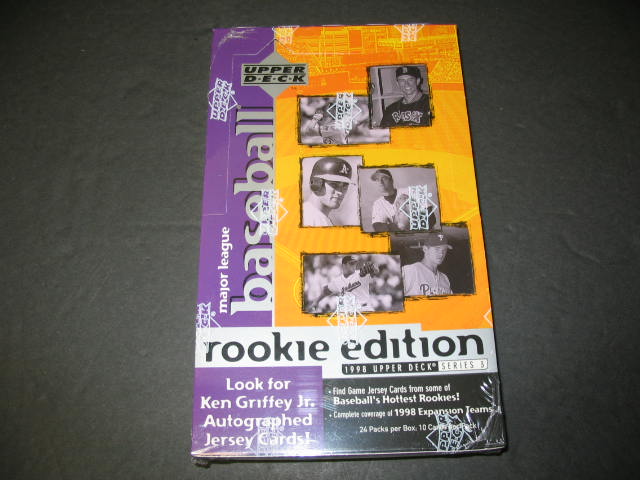 UPPER
D·E·C·K
major league
baseball
rookie edition
1998 UPPER DECK® SERIES 3
Look for
Ken Griffey Jr.
Autographed
Jersey Cards!
• Find Game Jersey Cards from some of
Baseball's Hottest Rookies!
• Complete coverage of 1998 Expansion Teams
24 Packs per Box: 10 Cards per Pack